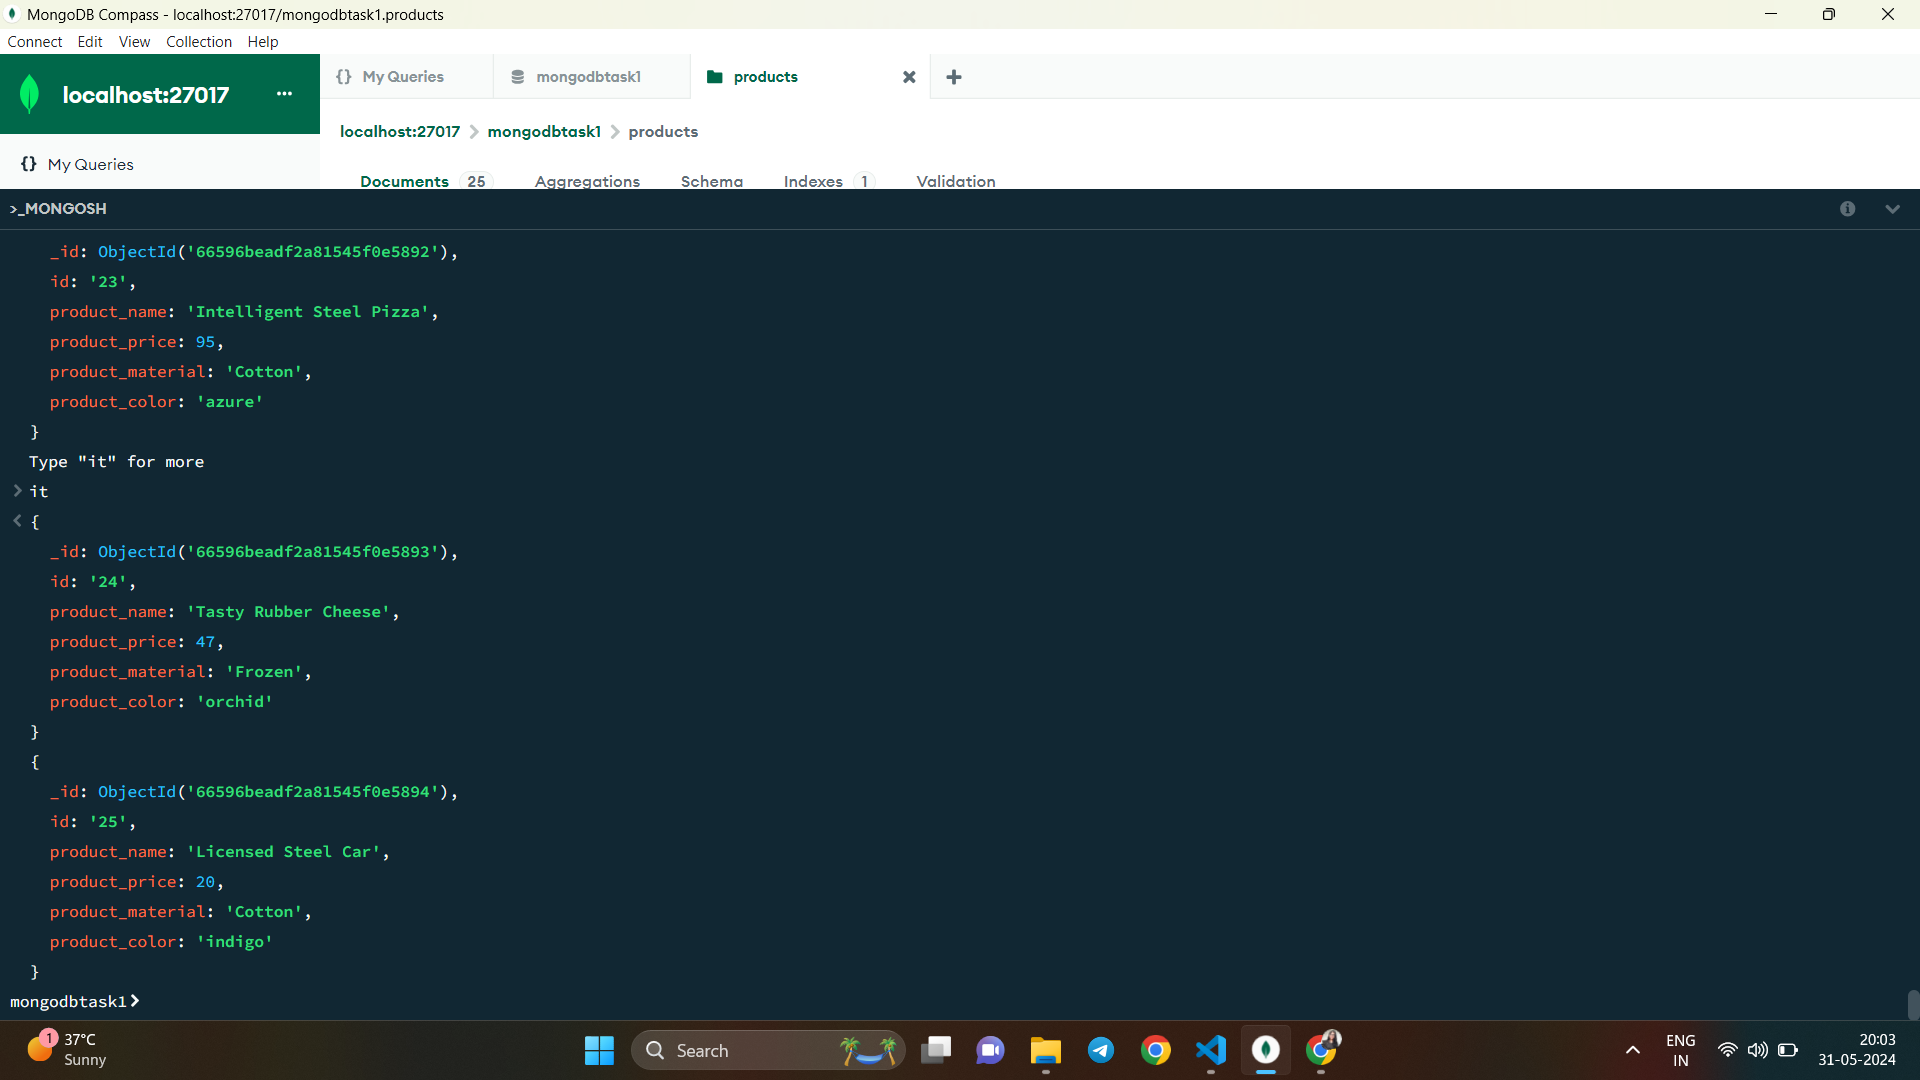 MongoDB Compass - localhost:27017/mongodbtask1.products
Connect Edit View Collection Help
localhost:27017 ...
{} My Queries
mongodbtask1
products
localhost:27017 > mongodbtask1 > products
{} My Queries
Documents 25 Aggregations Schema Indexes 1 Validation
>_MONGOSH
_id: ObjectId('66596beadf2a81545f0e5892'),
id: '23',
product_name: 'Intelligent Steel Pizza',
product_price: 95,
product_material: 'Cotton',
product_color: 'azure'
}
Type "it" for more
> it
< {
_id: ObjectId('66596beadf2a81545f0e5893'),
id: '24',
product_name: 'Tasty Rubber Cheese',
product_price: 47,
product_material: 'Frozen',
product_color: 'orchid'
}
{
_id: ObjectId('66596beadf2a81545f0e5894'),
id: '25',
product_name: 'Licensed Steel Car',
product_price: 20,
product_material: 'Cotton',
product_color: 'indigo'
}
mongodbtask1>
1
37°C
Sunny
Search
ENG
IN
20:03
31-05-2024